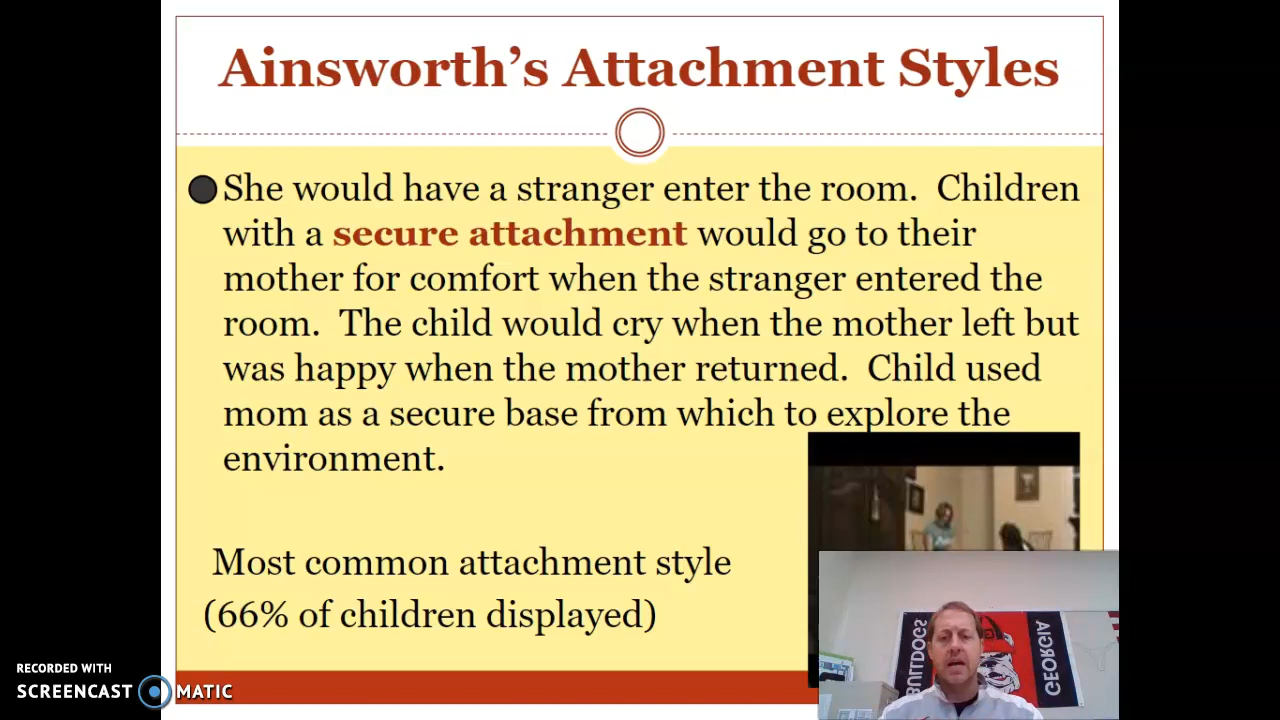 Ainsworth's Attachment Styles
She would have a stranger enter the room. Children
with a secure attachment would go to their
mother for comfort when the stranger entered the
room. The child would cry when the mother left but
was happy when the mother returned. Child used
mom as a secure base from which to explore the
environment.
Most common attachment style
(66% of children displayed)
BULLDOGS
GEORGIA
RECORDED WITH
SCREENCAST MATIC